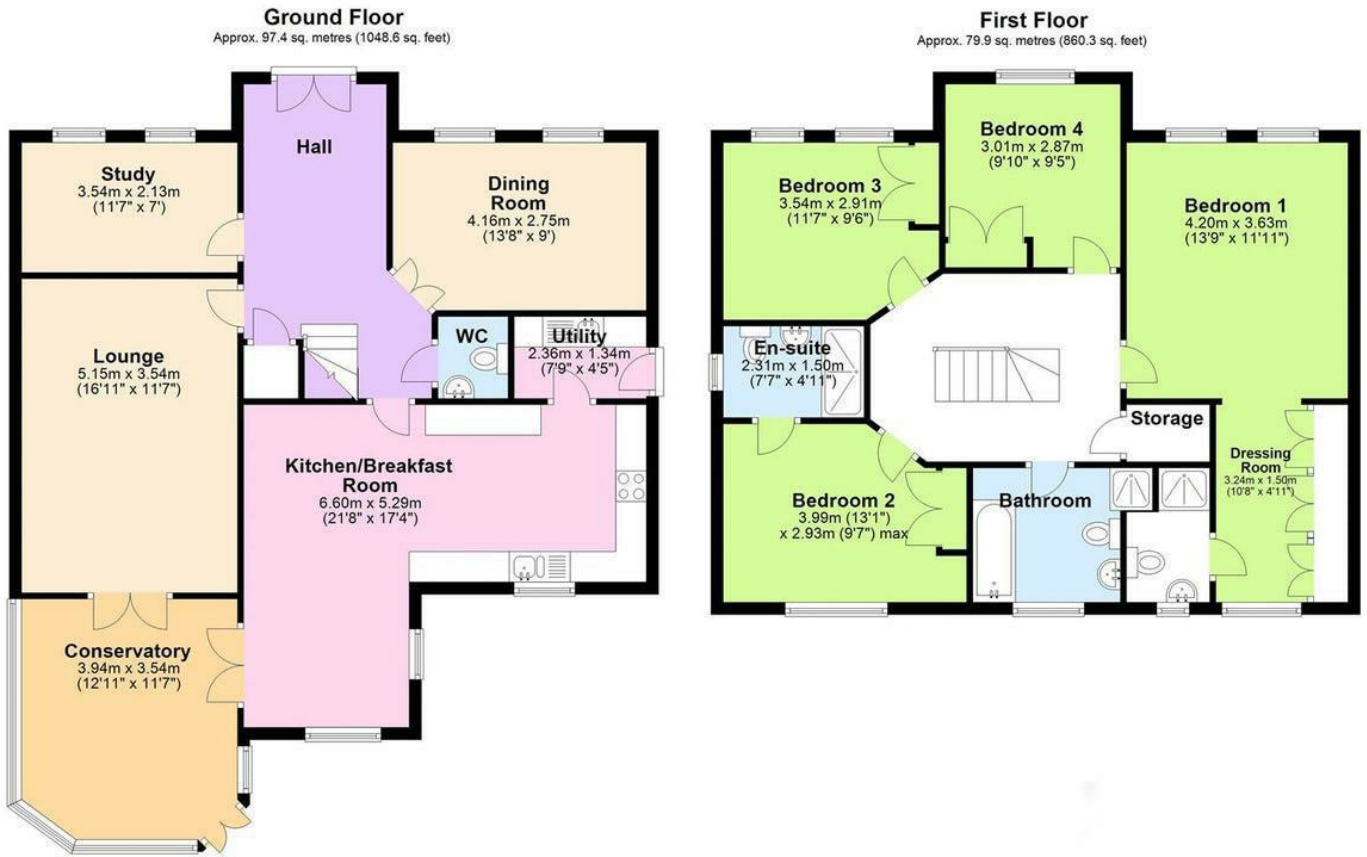 Ground Floor
Approx. 97.4 sq. metres (1048.6 sq. feet)
Hall
Study
3.54m x 2.13m
(11'7" x 7')
Dining
Room
4.16m x 2.75m
(13'8" x 9')
Lounge
5.15m x 3.54m
(16'11" x 11'7")
WC
Utility
2.36m x 1.34m
(7'9" x 4'5")
Kitchen/Breakfast
Room
6.60m x 5.29m
(21'8" x 17'4")
Conservatory
3.94m x 3.54m
(12'11" x 11'7")
First Floor
Approx. 79.9 sq. metres (860.3 sq. feet)
Bedroom 4
3.01m x 2.87m
(9'10" x 9'5")
Bedroom 3
3.54m x 2.91m
(11'7" x 9'6")
Bedroom 1
4.20m x 3.63m
(13'9" x 11'11")
En-suite
2.31m x 1.50m
(7'7" x 4'11")
Storage
Dressing
Room
3.24m x 1.50m
(10'8" x 4'11")
Bedroom 2
3.99m (13'1")
x 2.93m (9'7") max
Bathroom